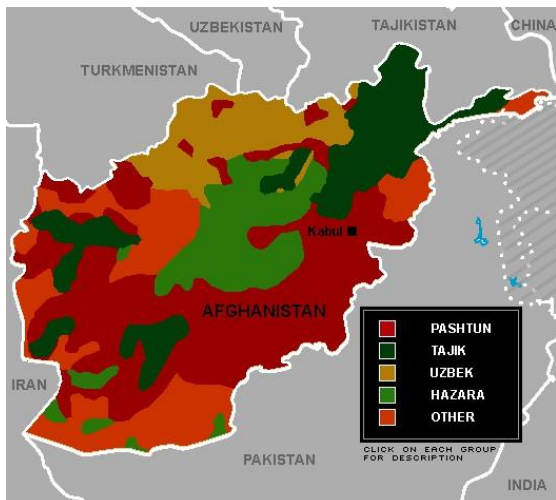 UZBEKISTAN
TAJIKISTAN
CHINA
TURKMENISTAN
Kabul
AFGHANISTAN
PASHTUN
TAJIK
UZBEK
HAZARA
OTHER
IRAN
CLICK ON EACH GROUP
FOR DESCRIPTION
PAKISTAN
INDIA